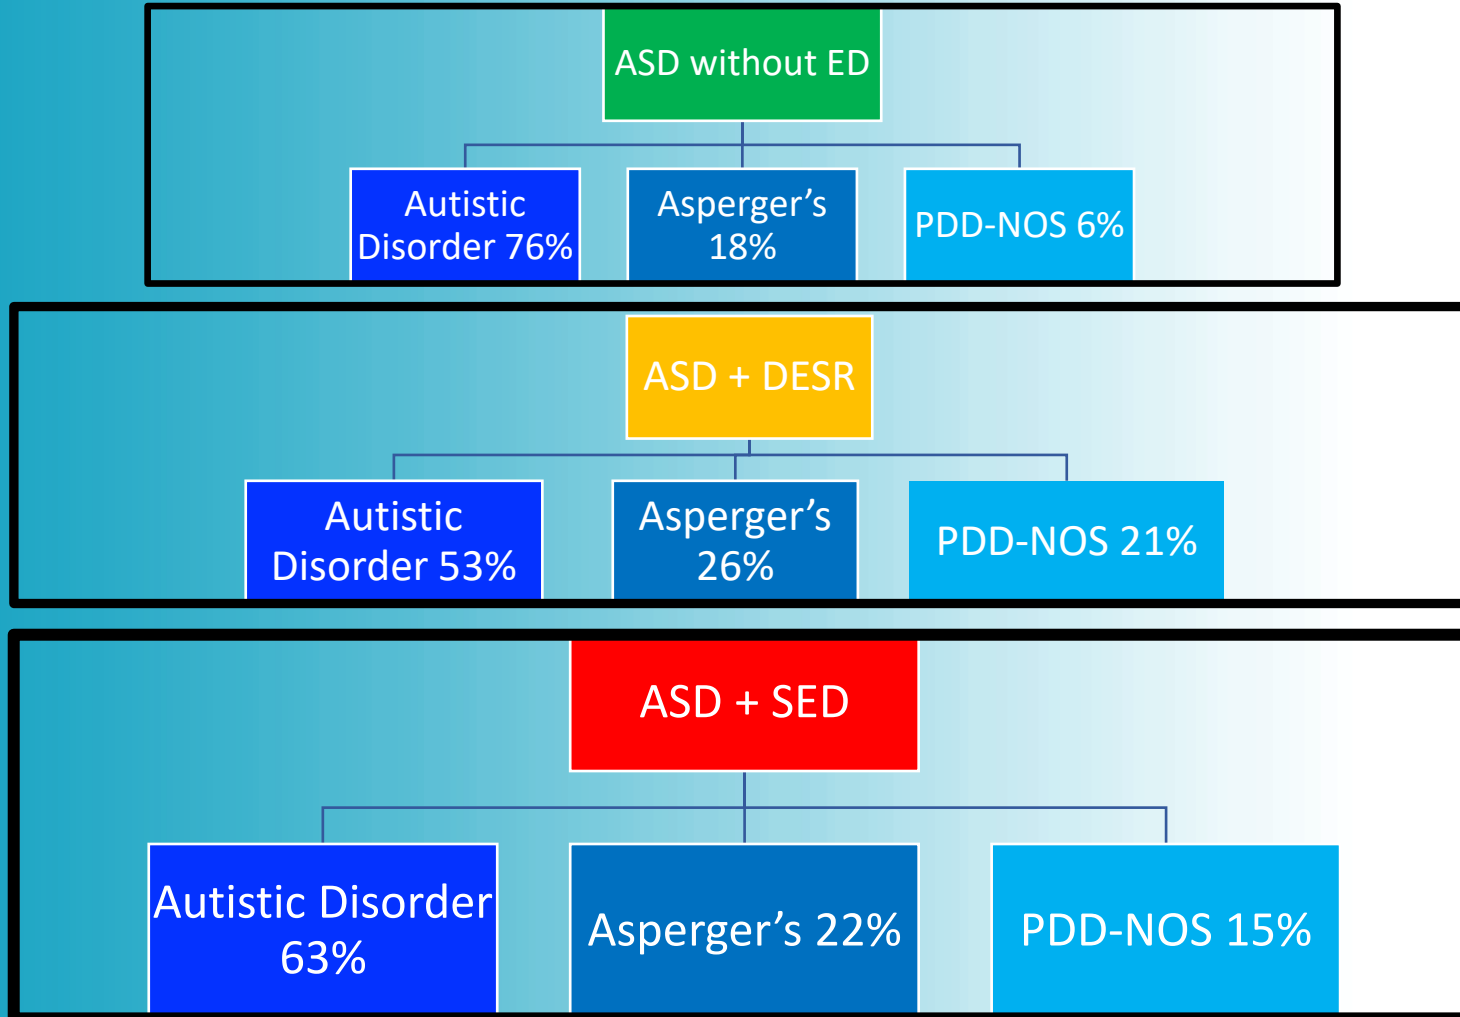 ASD without ED
Autistic
Disorder 76%
Asperger’s
18%
PDD-NOS 6%
ASD + DESR
Autistic
Disorder 53%
Asperger’s
26%
PDD-NOS 21%
ASD + SED
Autistic Disorder
63%
Asperger’s 22%
PDD-NOS 15%